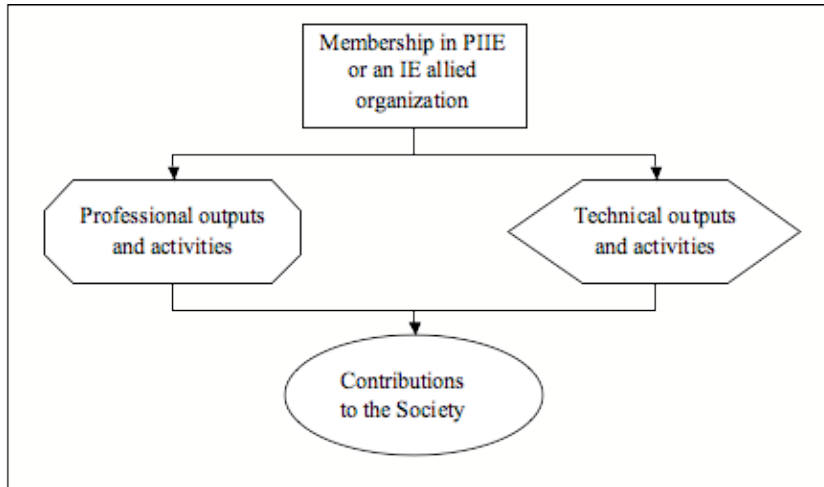 Membership in PIIE
or an IE allied
organization
Professional outputs
and activities
Technical outputs
and activities
Contributions
to the Society